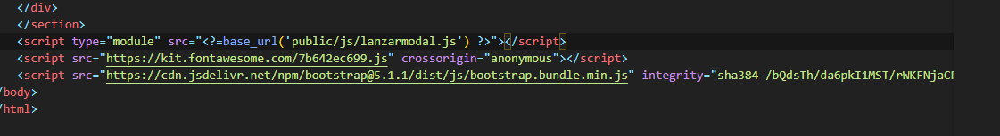 </div>
</section>
<script type="module" src="<?=base_url('public/js/lanzarmodal.js') ?>"></script>
<script src="https://kit.fontawesome.com/7b642ec699.js" crossorigin="anonymous"></script>
<script src="https://cdn.jsdelivr.net/npm/bootstrap@5.1.1/dist/js/bootstrap.bundle.min.js" integrity="sha384-/bQdsTh/da6pkI1MST/rWKFNjaCP
/body>
/html>